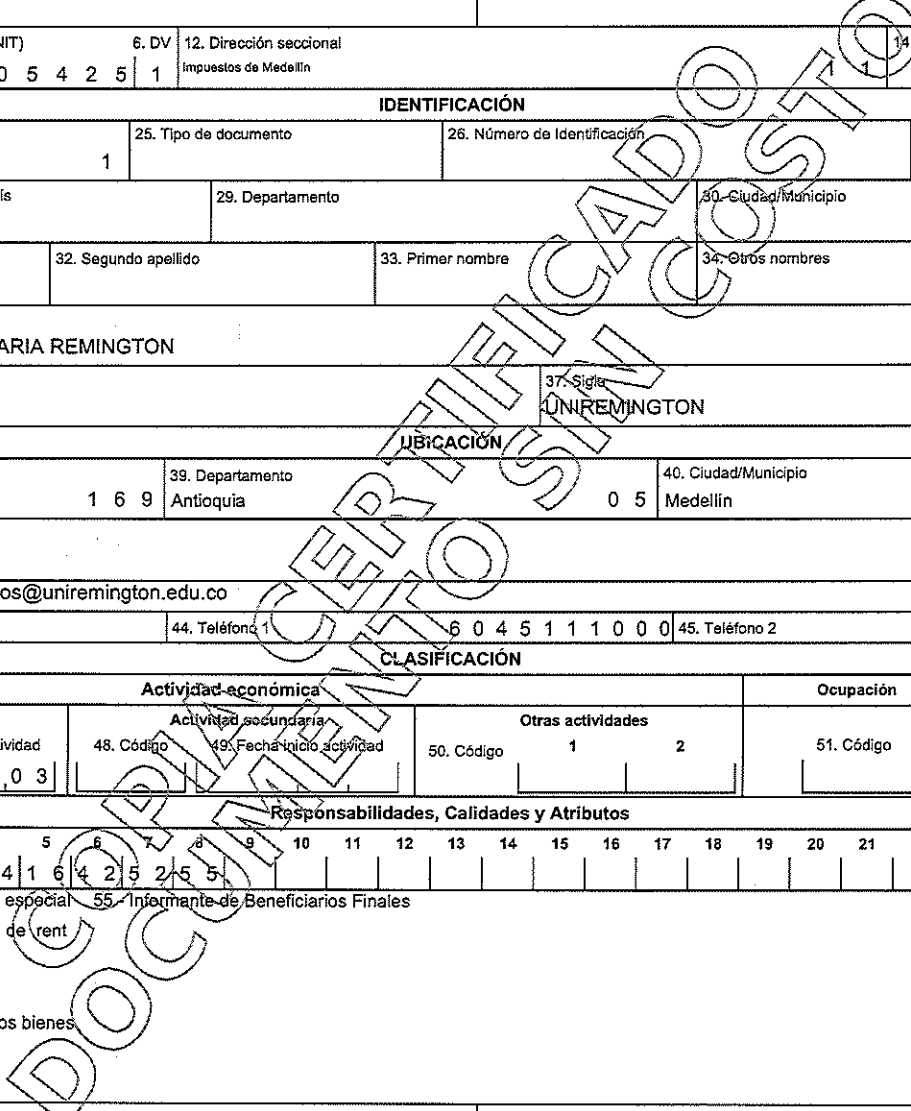 NIT) 6. DV 12. Dirección seccional 14
0 5 4 2 5 1 Impuestos de Medellín 1 1
IDENTIFICACIÓN
25. Tipo de documento 26. Número de Identificación
1
ís 29. Departamento 30. Ciudad/Municipio
32. Segundo apellido 33. Primer nombre 34. Otros nombres
ARIA REMINGTON
37. Sigla
UNIREMINGTON
UBICACIÓN
39. Departamento 40. Ciudad/Municipio
1 6 9 Antioquia 0 5 Medellín
os@uniremington.edu.co
44. Teléfono 1 6 0 4 5 1 1 1 0 0 0 45. Teléfono 2
CLASIFICACIÓN
Actividad económica Ocupación
Actividad secundaria Otras actividades
ividad 48. Código 49. Fecha inicio actividad 50. Código 1 2 51. Código
0 3
Responsabilidades, Calidades y Atributos
5 6 7 8 9 10 11 12 13 14 15 16 17 18 19 20 21
4 1 6 4 2 5 2 5 5
especial 55 - Informante de Beneficiarios Finales
de rent
os bienes
COPIA CERTIFICADO
DOCUMENTO SIN COSTO